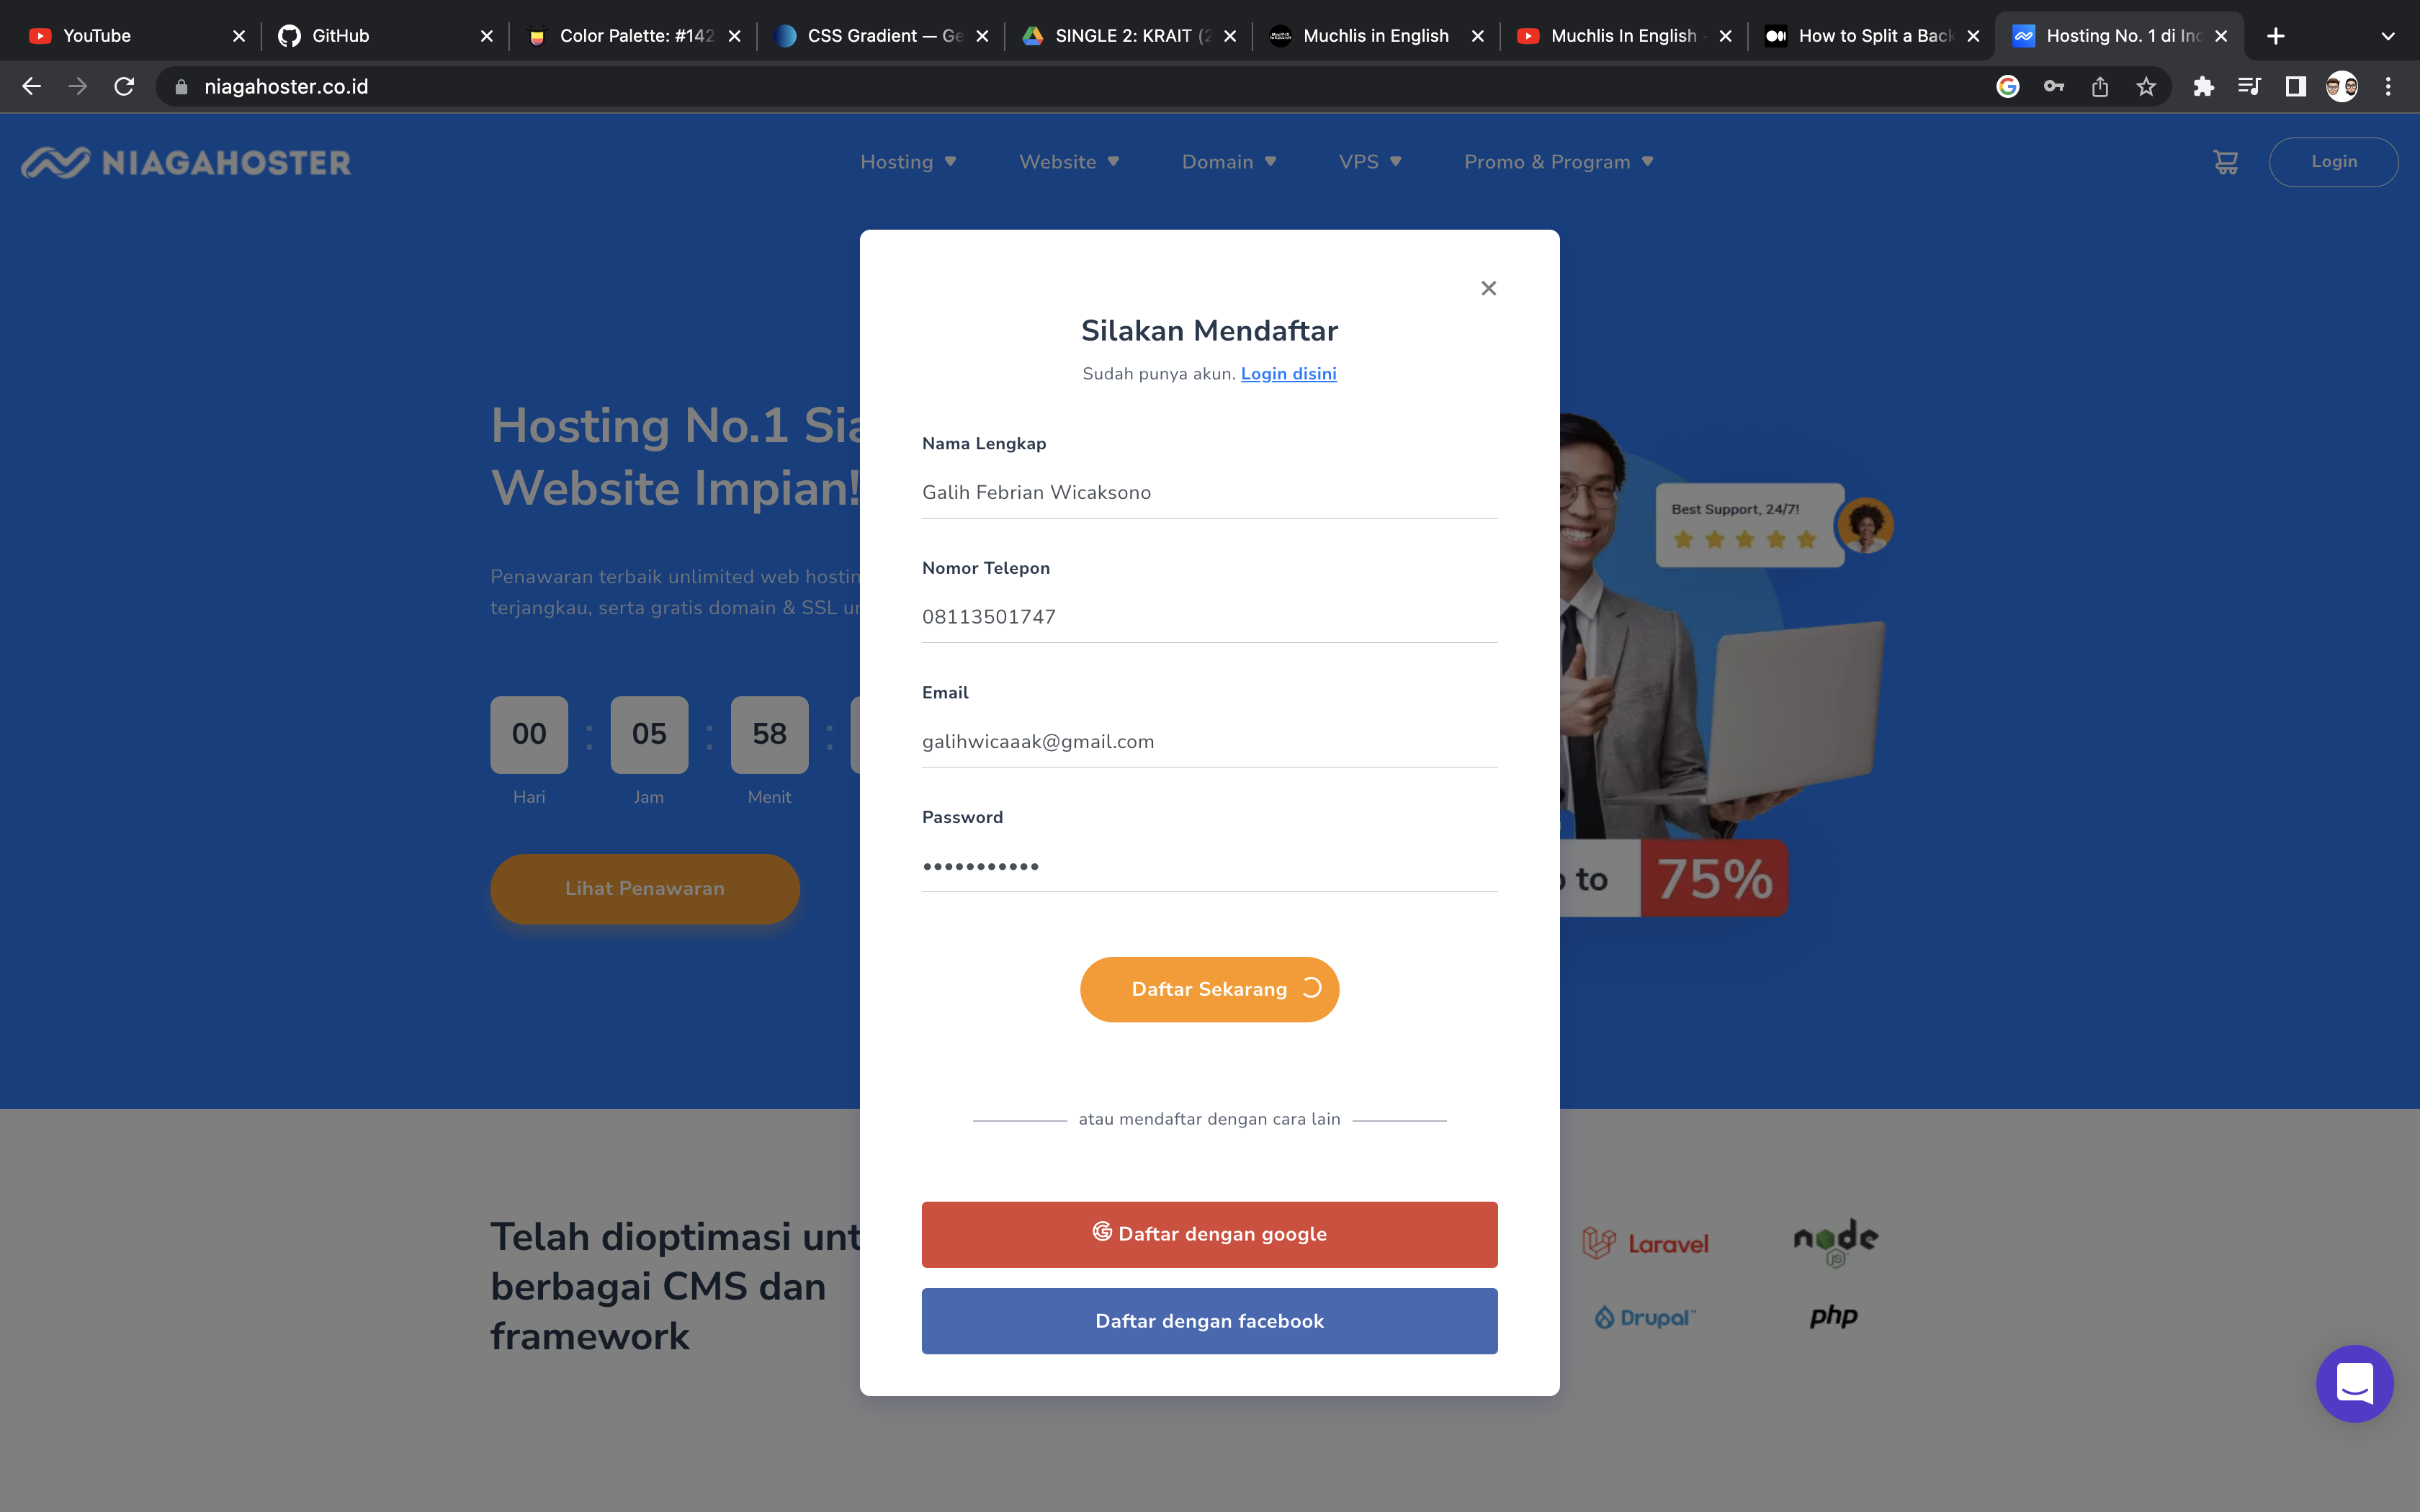 YouTube
GitHub
Color Palette: #142
CSS Gradient — Ge
SINGLE 2: KRAIT (2
Muchlis in English
Muchlis In English -
How to Split a Back
Hosting No. 1 di Ind
niagahoster.co.id
NIAGAHOSTER
Hosting
Website
Domain
VPS
Promo & Program
Login
Silakan Mendaftar
Sudah punya akun. Login disini
Hosting No.1 Sia
Website Impian!
Penawaran terbaik unlimited web hostin
terjangkau, serta gratis domain & SSL un
00 : 05 : 58 :
Hari Jam Menit
Lihat Penawaran
Nama Lengkap
Galih Febrian Wicaksono
Nomor Telepon
08113501747
Email
galihwicaaak@gmail.com
Password
•••••••••••
Daftar Sekarang
atau mendaftar dengan cara lain
Daftar dengan google
Daftar dengan facebook
Best Support, 24/7!
to 75%
Telah dioptimasi unt
berbagai CMS dan
framework
Laravel
node
JS
Drupal™
php